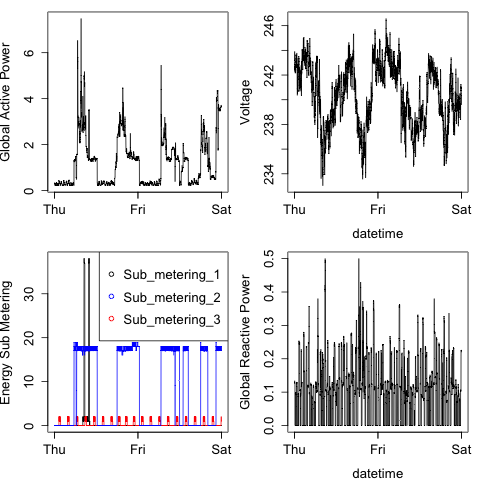 Global Active Power
0 2 4 6
Thu Fri Sat
Voltage
234 238 242 246
Thu Fri Sat
datetime
Energy Sub Metering
0 10 20 30
Sub_metering_1
Sub_metering_2
Sub_metering_3
Thu Fri Sat
Global Reactive Power
0.0 0.1 0.2 0.3 0.4 0.5
Thu Fri Sat
datetime